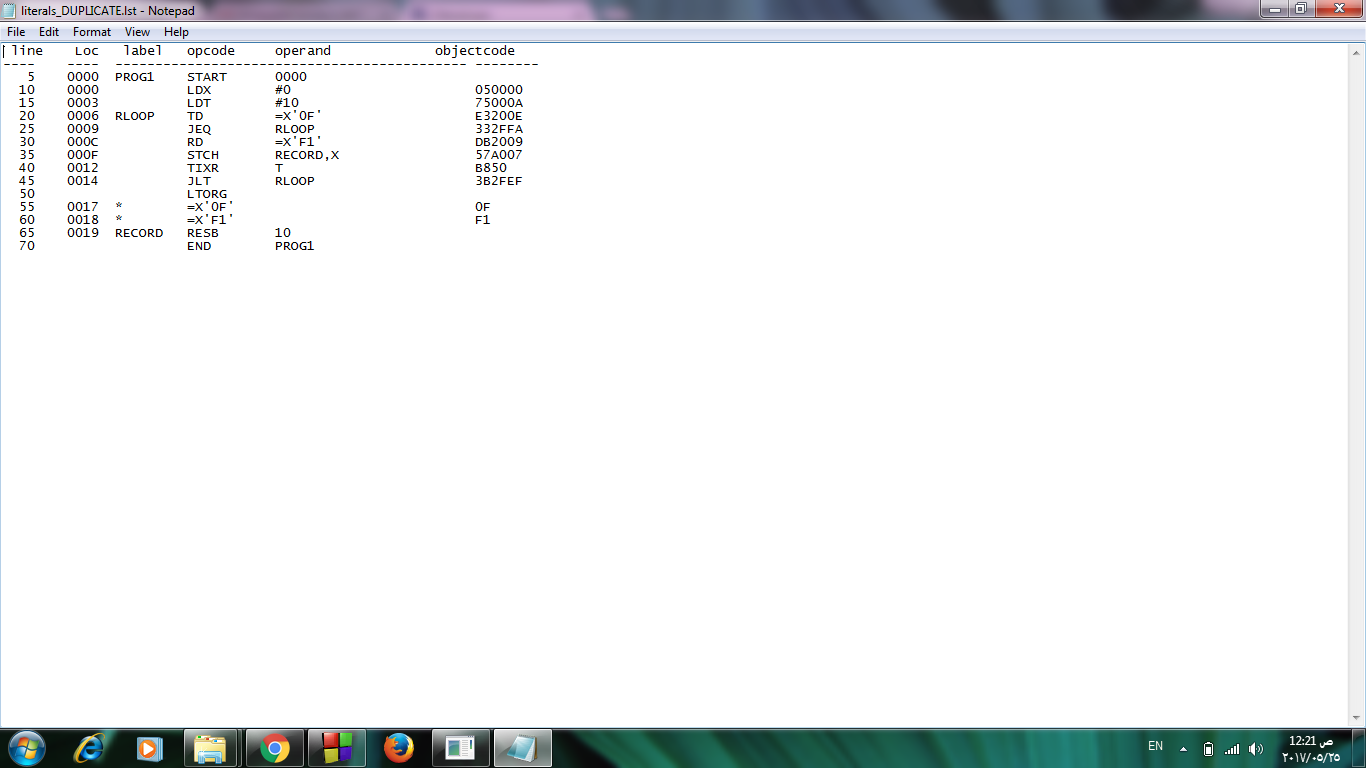 literals_DUPLICATE.lst - Notepad
File Edit Format View Help
line Loc label opcode operand objectcode
---- ---- -------------------------------------------- --------
5 0000 PROG1 START 0000
10 0000 LDX #0 050000
15 0003 LDT #10 75000A
20 0006 RLOOP TD =X'0F' E3200E
25 0009 JEQ RLOOP 332FFA
30 000C RD =X'F1' DB2009
35 000F STCH RECORD,X 57A007
40 0012 TIXR T B850
45 0014 JLT RLOOP 3B2FEF
50 LTORG
55 0017 * =X'0F' 0F
60 0018 * =X'F1' F1
65 0019 RECORD RESB 10
70 END PROG1
EN
12:21 ص
٢٠١٧/٠٥/٢٥